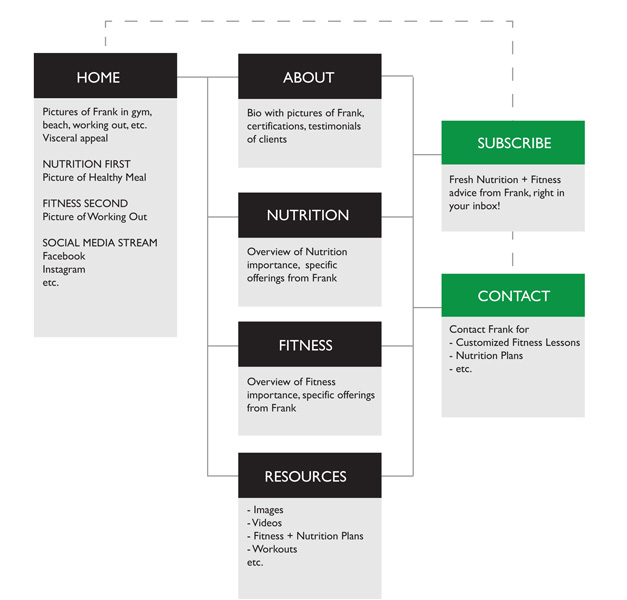 HOME
Pictures of Frank in gym,
beach, working out, etc.
Visceral appeal
NUTRITION FIRST
Picture of Healthy Meal
FITNESS SECOND
Picture of Working Out
SOCIAL MEDIA STREAM
Facebook
Instagram
etc.
ABOUT
Bio with pictures of Frank,
certifications, testimonials
of clients
NUTRITION
Overview of Nutrition
importance, specific
offerings from Frank
FITNESS
Overview of Fitness
importance, specific offerings
from Frank
RESOURCES
- Images
- Videos
- Fitness + Nutrition Plans
- Workouts
etc.
SUBSCRIBE
Fresh Nutrition + Fitness
advice from Frank, right in
your inbox!
CONTACT
Contact Frank for
- Customized Fitness Lessons
- Nutrition Plans
- etc.